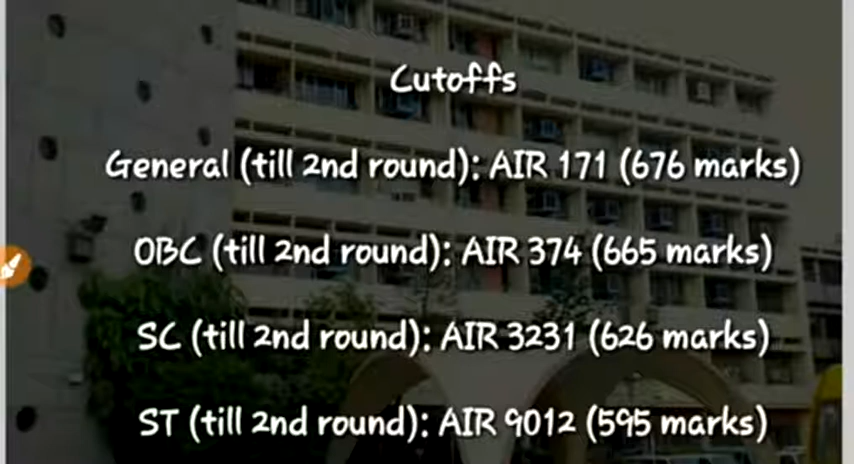 Cutoffs
General (till 2nd round): AIR 171 (676 marks)
OBC (till 2nd round): AIR 374 (665 marks)
SC (till 2nd round): AIR 3231 (626 marks)
ST (till 2nd round): AIR 9012 (595 marks)